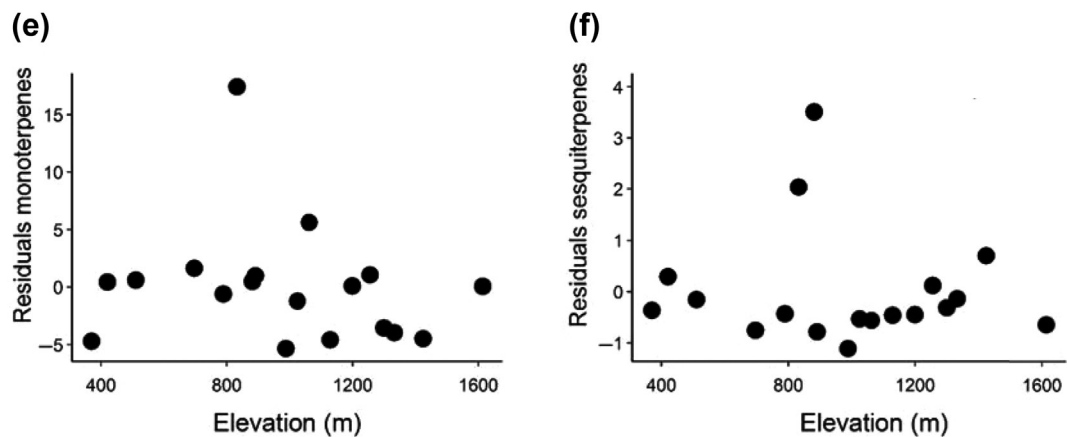 (e)
Residuals monoterpenes
15
10
5
0
–5
400 800 1200 1600
Elevation (m)
(f)
Residuals sesquiterpenes
4
3
2
1
0
–1
400 800 1200 1600
Elevation (m)